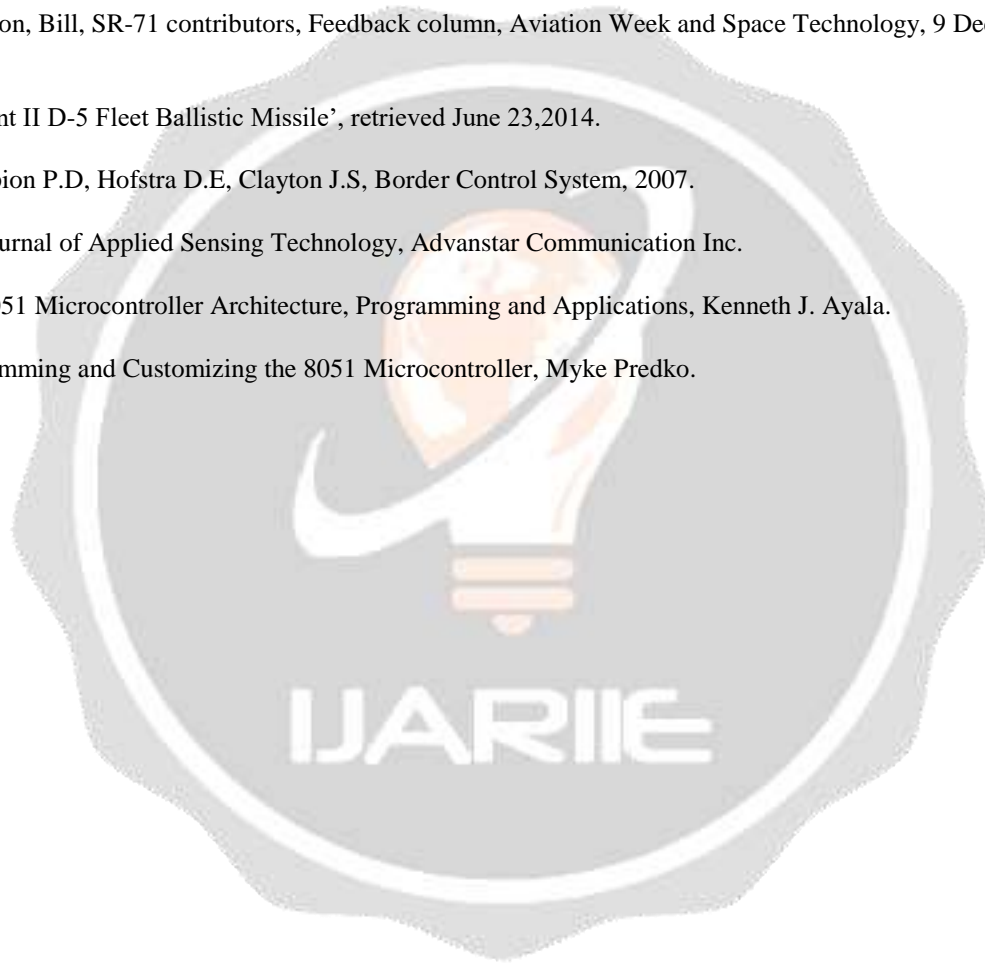 on, Bill, SR-71 contributors, Feedback column, Aviation Week and Space Technology, 9 De
nt II D-5 Fleet Ballistic Missile’, retrieved June 23,2014.
ion P.D, Hofstra D.E, Clayton J.S, Border Control System, 2007.
urnal of Applied Sensing Technology, Advanstar Communication Inc.
51 Microcontroller Architecture, Programming and Applications, Kenneth J. Ayala.
mming and Customizing the 8051 Microcontroller, Myke Predko.
IJARIIE